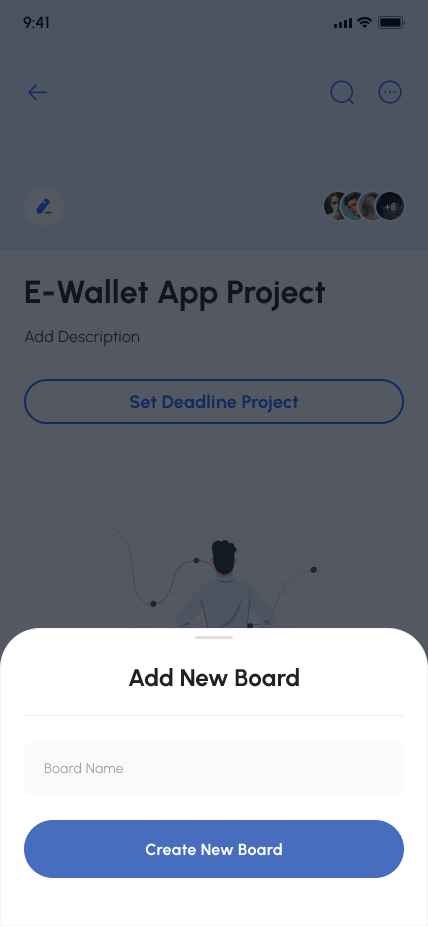 9:41
+8
E-Wallet App Project
Add Description
Set Deadline Project
Add New Board
Board Name
Create New Board